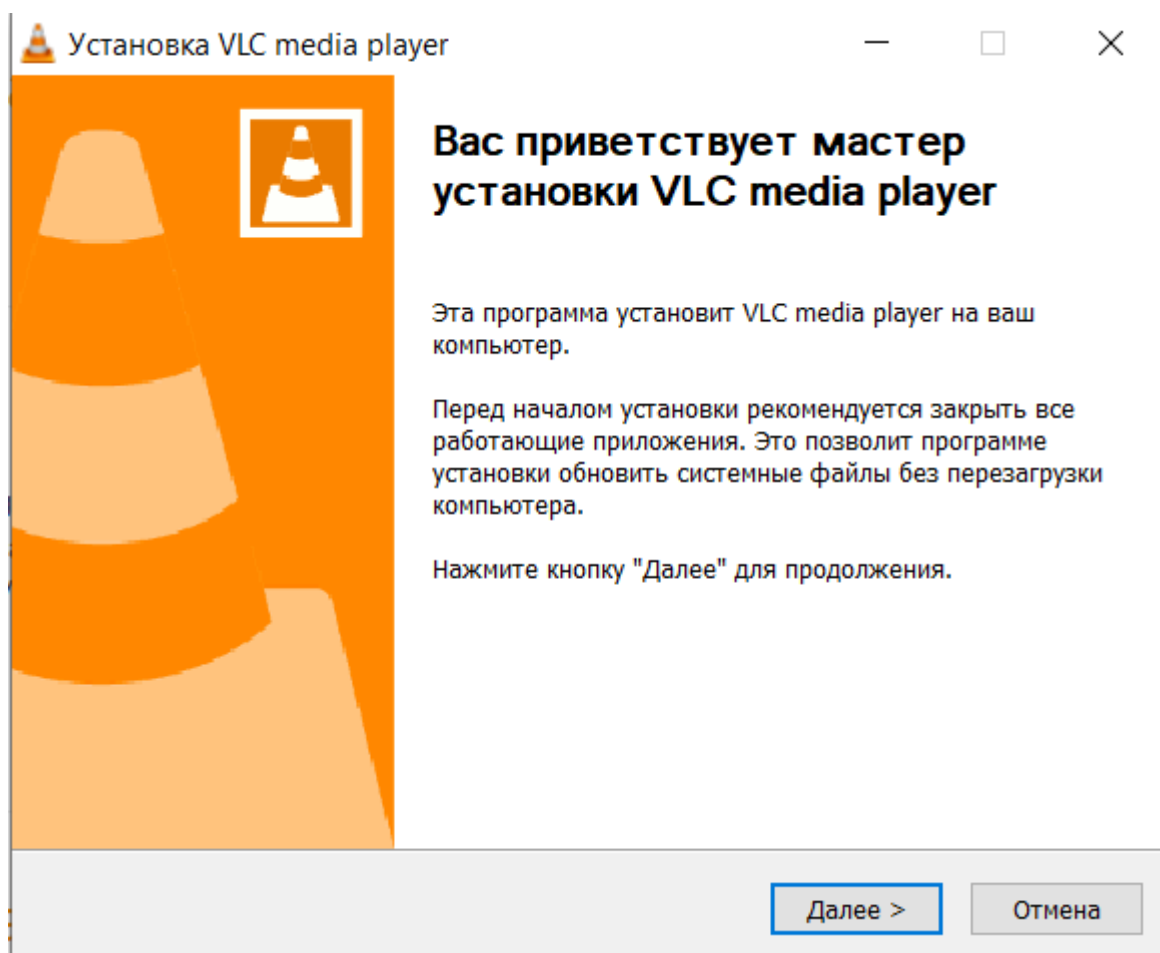 Установка VLC media player
Вас приветствует мастер
установки VLC media player
Эта программа установит VLC media player на ваш
компьютер.
Перед началом установки рекомендуется закрыть все
работающие приложения. Это позволит программе
установки обновить системные файлы без перезагрузки
компьютера.
Нажмите кнопку "Далее" для продолжения.
Далее >
Отмена